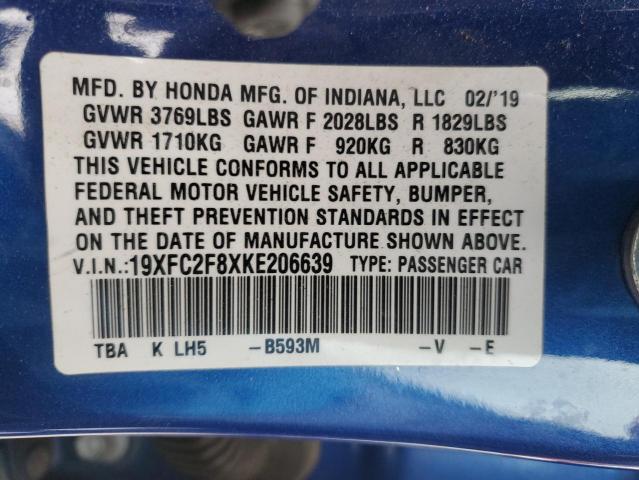 MFD. BY HONDA MFG. OF INDIANA, LLC 02/'19
GVWR 3769LBS GAWR F 2028LBS R 1829LBS
GVWR 1710KG GAWR F 920KG R 830KG
THIS VEHICLE CONFORMS TO ALL APPLICABLE
FEDERAL MOTOR VEHICLE SAFETY, BUMPER,
AND THEFT PREVENTION STANDARDS IN EFFECT
ON THE DATE OF MANUFACTURE SHOWN ABOVE.
V.I.N.:19XFC2F8XKE206639 TYPE: PASSENGER CAR
TBA K LH5 -B593M -V -E